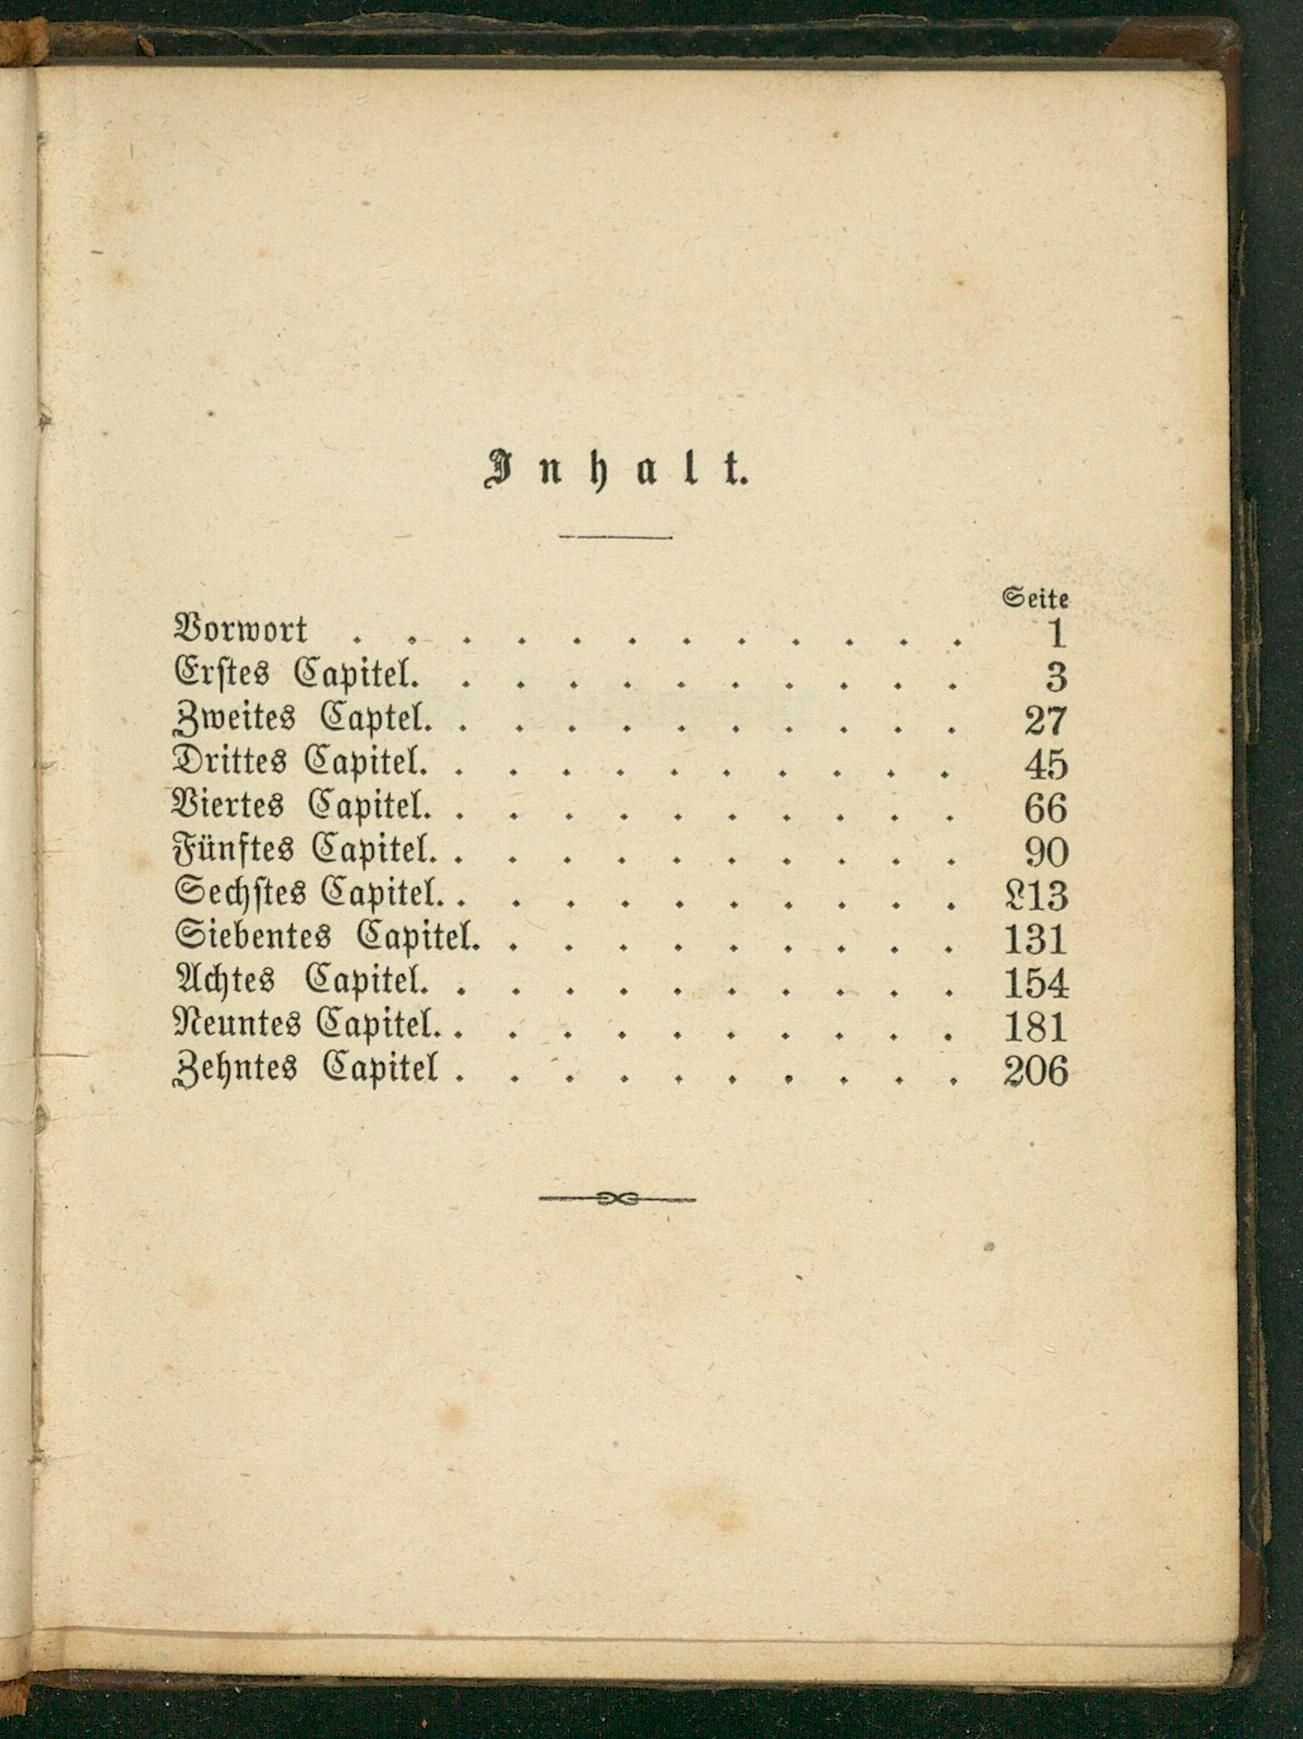 Inhalt.
Seite
Vorwort . . . . . . . . . . . . 1
Erstes Capitel. . . . . . . . . . . 3
Zweites Captel. . . . . . . . . . . 27
Drittes Capitel. . . . . . . . . . . 45
Viertes Capitel. . . . . . . . . . . 66
Fünftes Capitel. . . . . . . . . . . 90
Sechstes Capitel. . . . . . . . . . . 213
Siebentes Capitel. . . . . . . . . . 131
Achtes Capitel. . . . . . . . . . . 154
Neuntes Capitel. . . . . . . . . . . 181
Zehntes Capitel . . . . . . . . . . 206